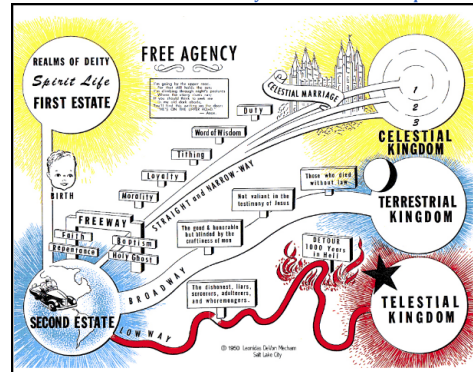 REALMS OF DEITY
Spirit Life
FIRST ESTATE
FREE AGENCY
CELESTIAL MARRIAGE
1
2
3
CELESTIAL
KINGDOM
Duty
Word of Wisdom
Tithing
Loyalty
Morality
BIRTH
FREEWAY
Faith
Repentance
Baptism
Holy Ghost
STRAIGHT and NARROW-WAY
Those who died
without law
Not valiant in the
testimony of Jesus
The good & honorable
but blinded by the
craftiness of man
TERRESTRIAL
KINGDOM
BROADWAY
DETOUR
1000 Years
in Hell
The dishonest, liars,
sorcerers, adulterers,
and whoremongers.
SECOND ESTATE
LOW WAY
TELESTIAL
KINGDOM
© 1950 Leonidas DeVon Mecham
Salt Lake City